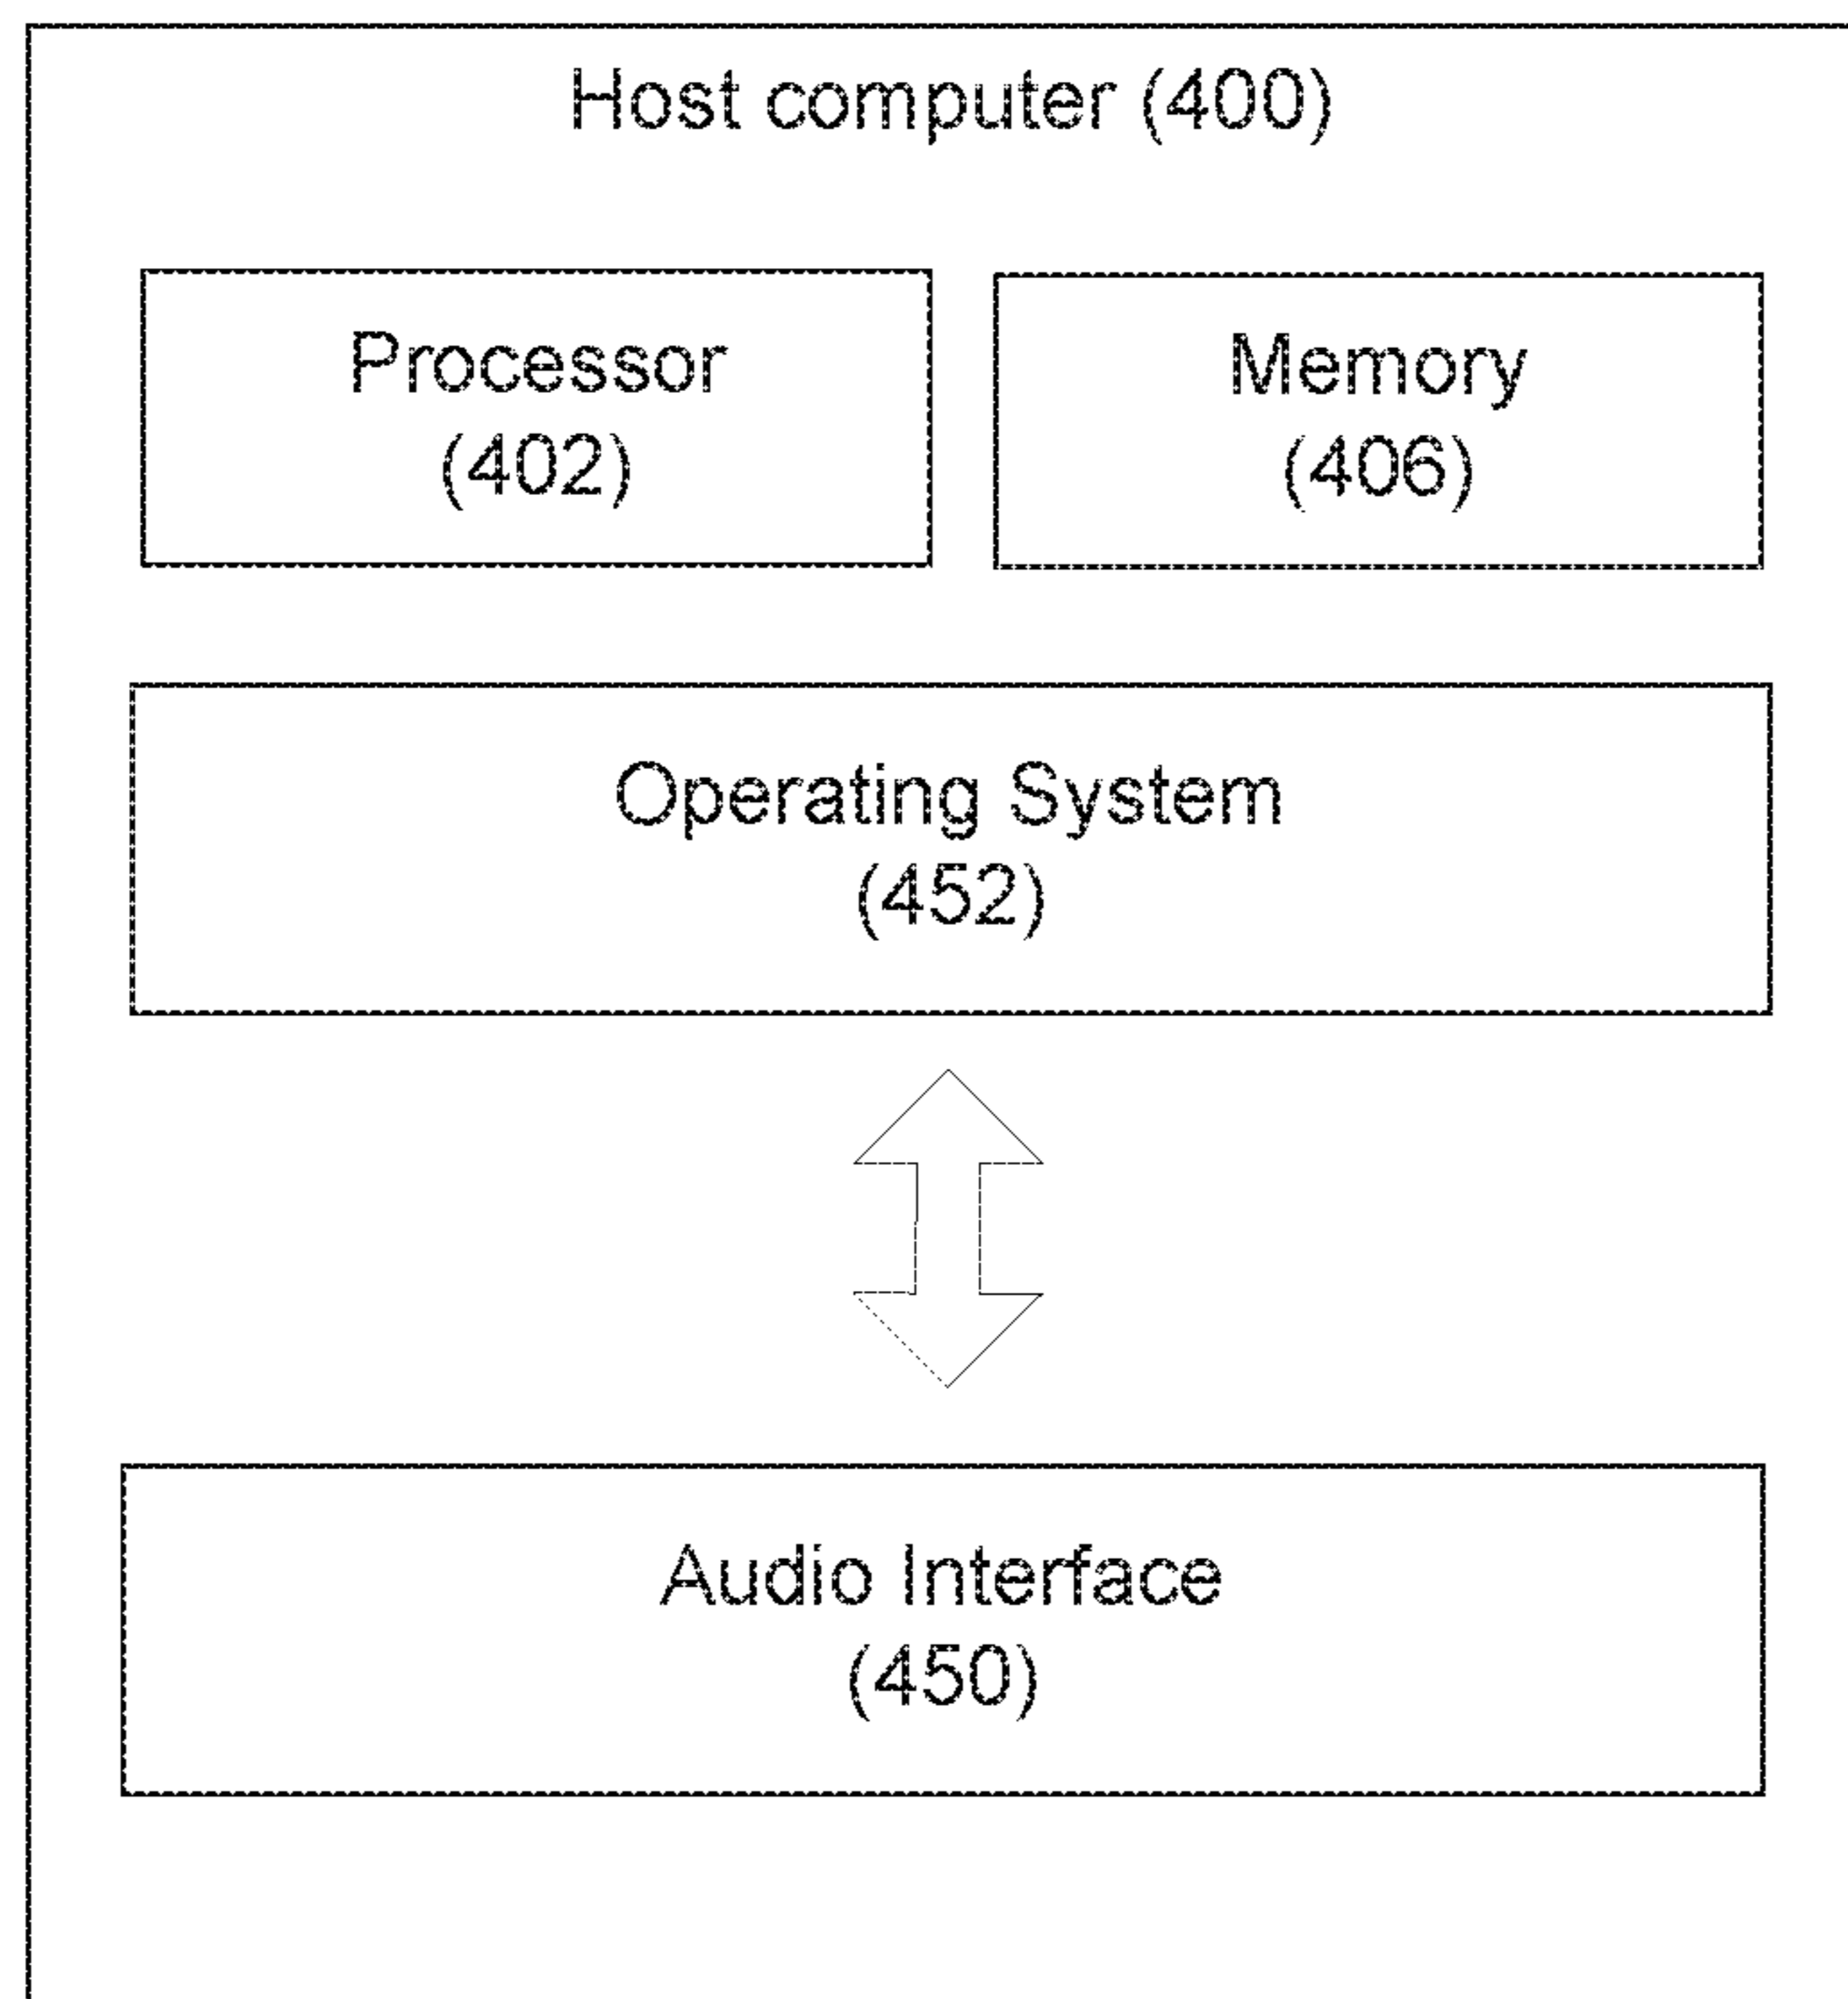 Host computer (400)
Processor
(402)
Memory
(406)
Operating System
(452)
Audio Interface
(450)